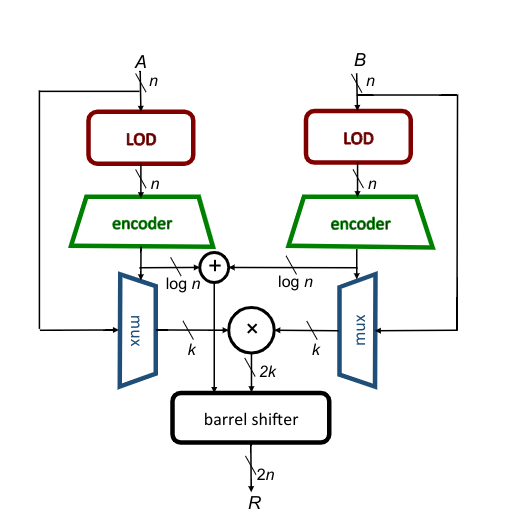 A B
n n
LOD LOD
n n
encoder encoder
+
log n log n
mux × mux
k k
2k
barrel shifter
2n
R